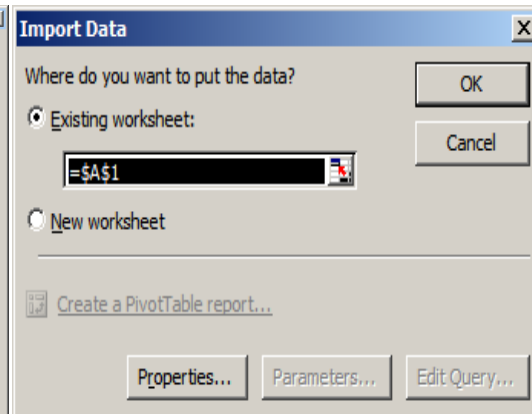 Import Data
Where do you want to put the data?
OK
Existing worksheet:
Cancel
=$A$1
New worksheet
Create a PivotTable report...
Properties...
Parameters...
Edit Query...